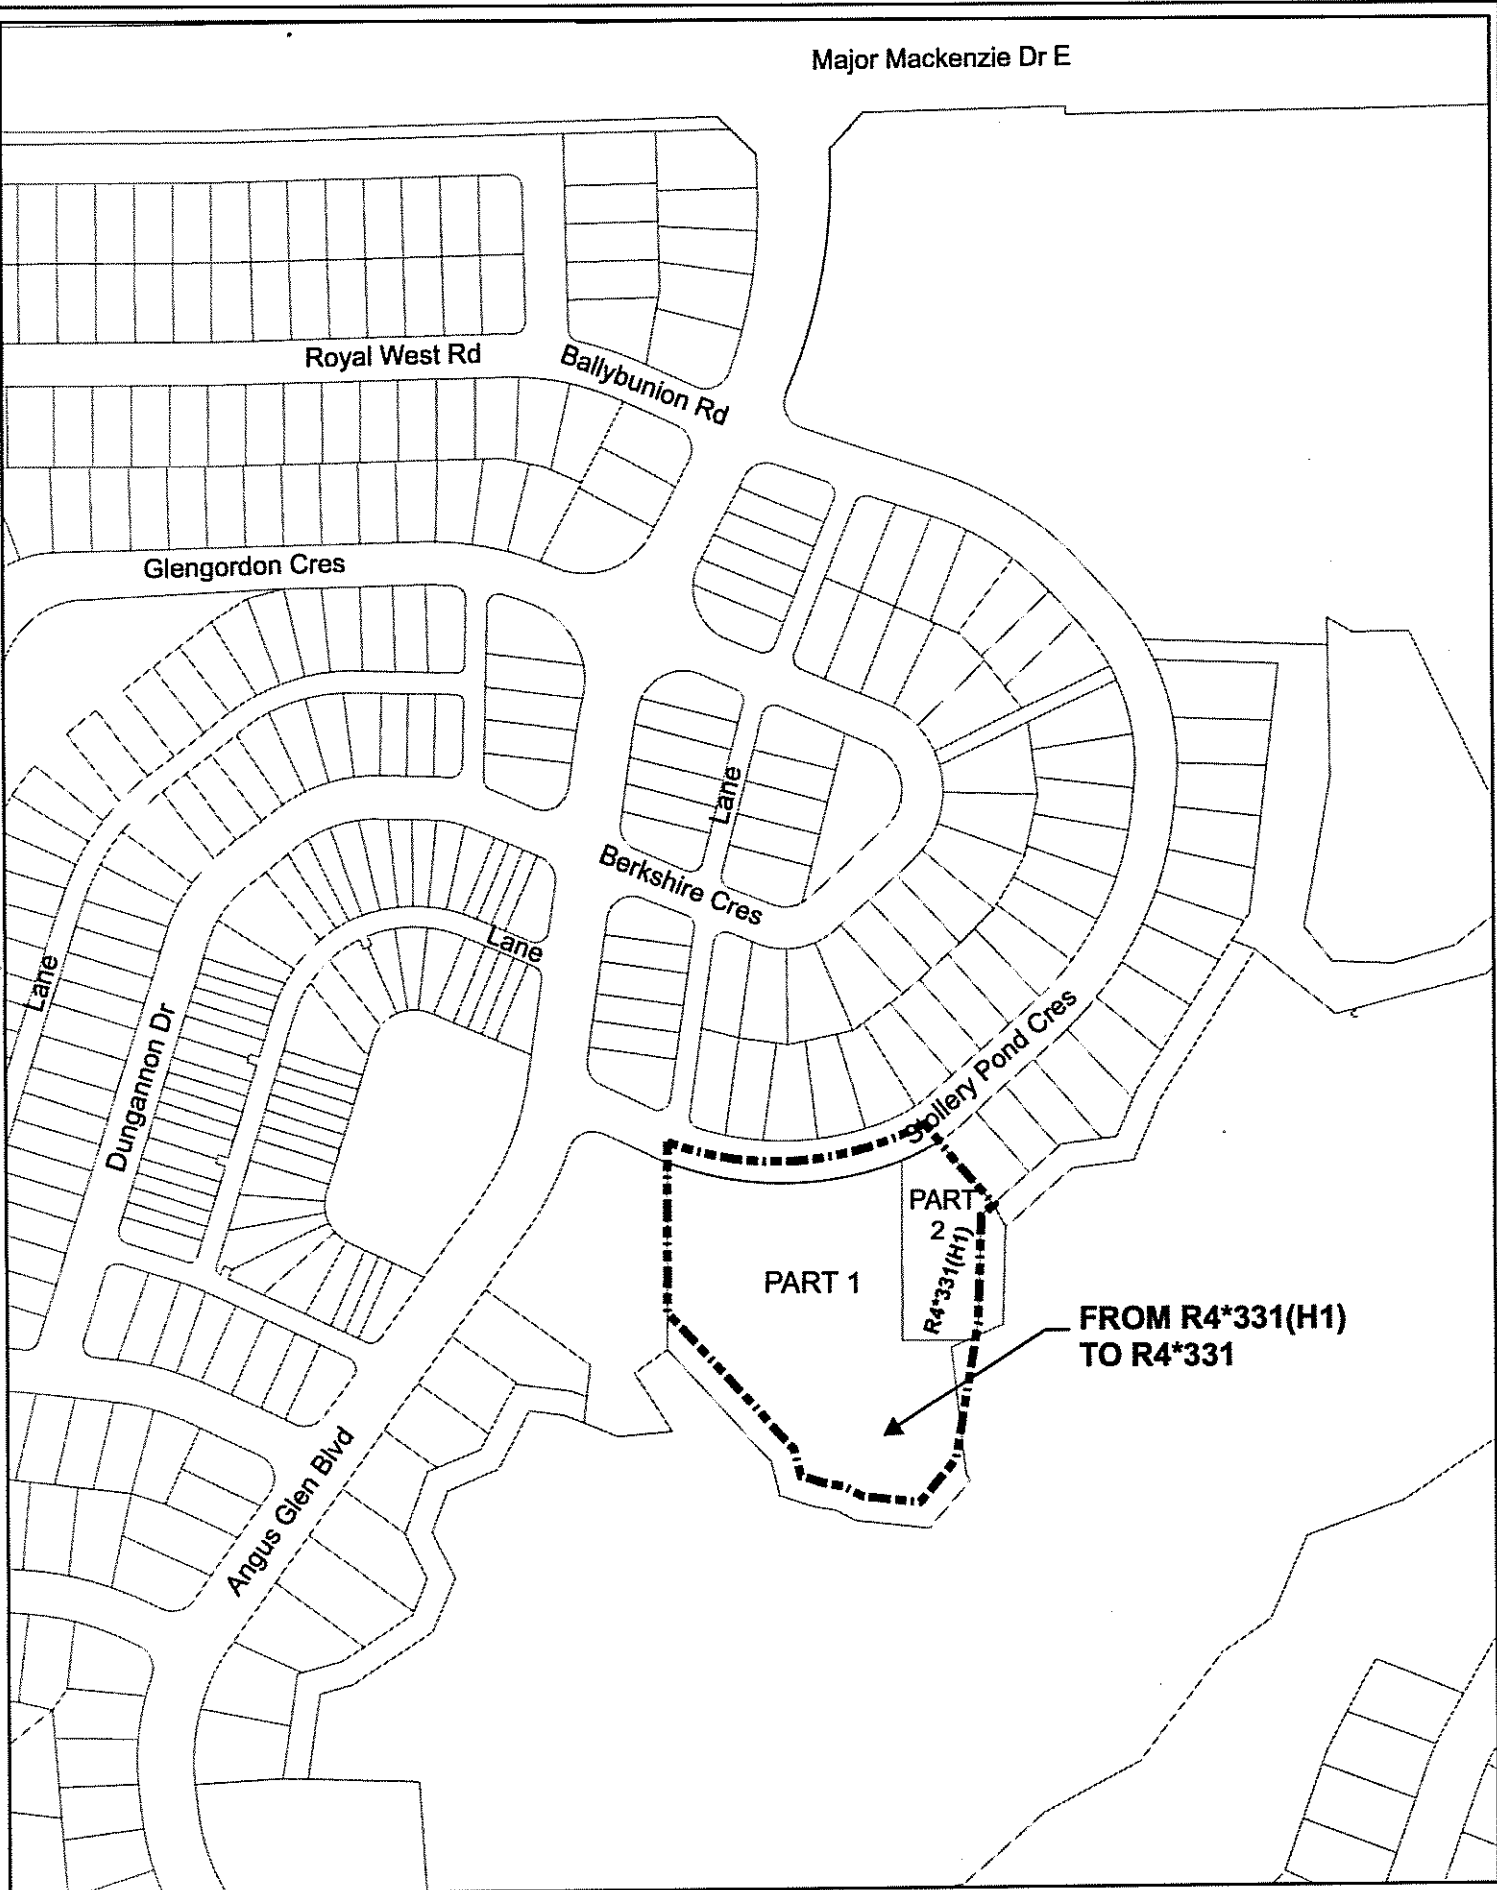 Major Mackenzie Dr E
Royal West Rd
Ballybunion Rd
Glengordon Cres
Lane
Berkshire Cres
Lane
Lane
Dungannon Dr
Stollery Pond Cres
PART
2
R4*331(H1)
PART 1
FROM R4*331(H1)
TO R4*331
Angus Glen Blvd